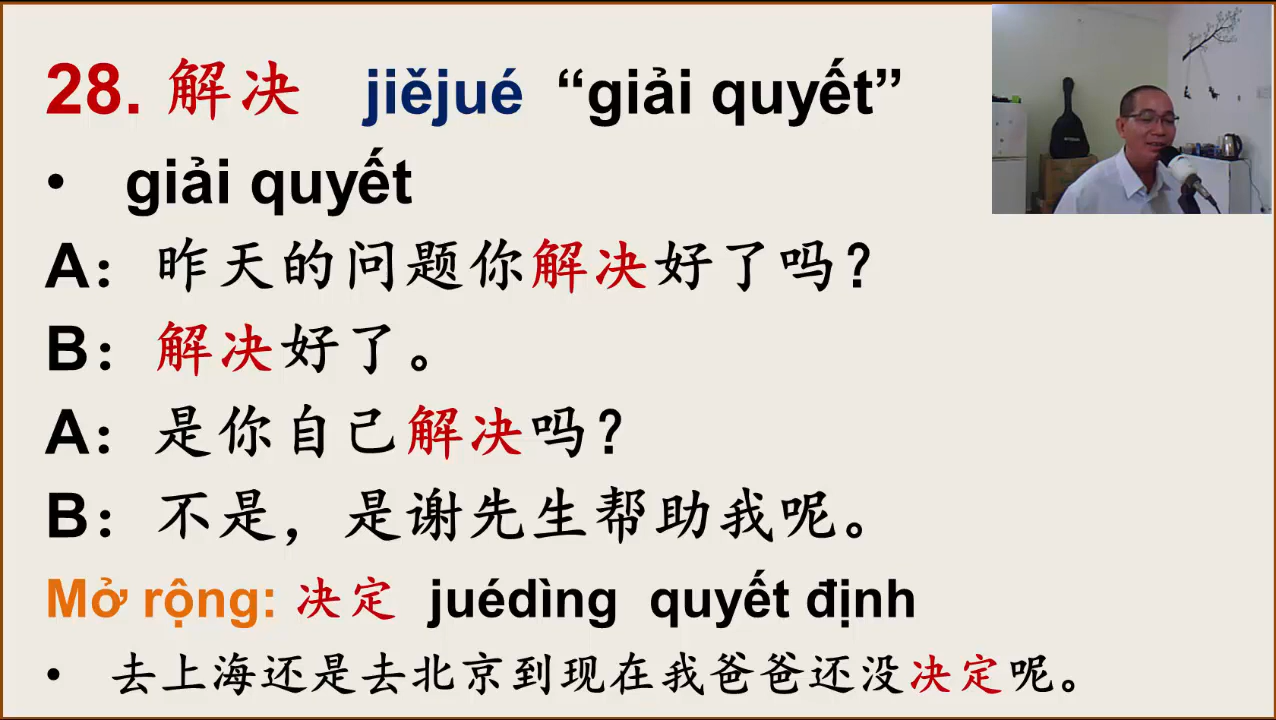 28. 解决 jiějué “giải quyết”
• giải quyết
A：昨天的问题你解决好了吗？
B：解决好了。
A：是你自己解决吗？
B：不是，是谢先生帮助我呢。
Mở rộng: 决定 juédìng quyết định
• 去上海还是去北京到现在我爸爸还没决定呢。